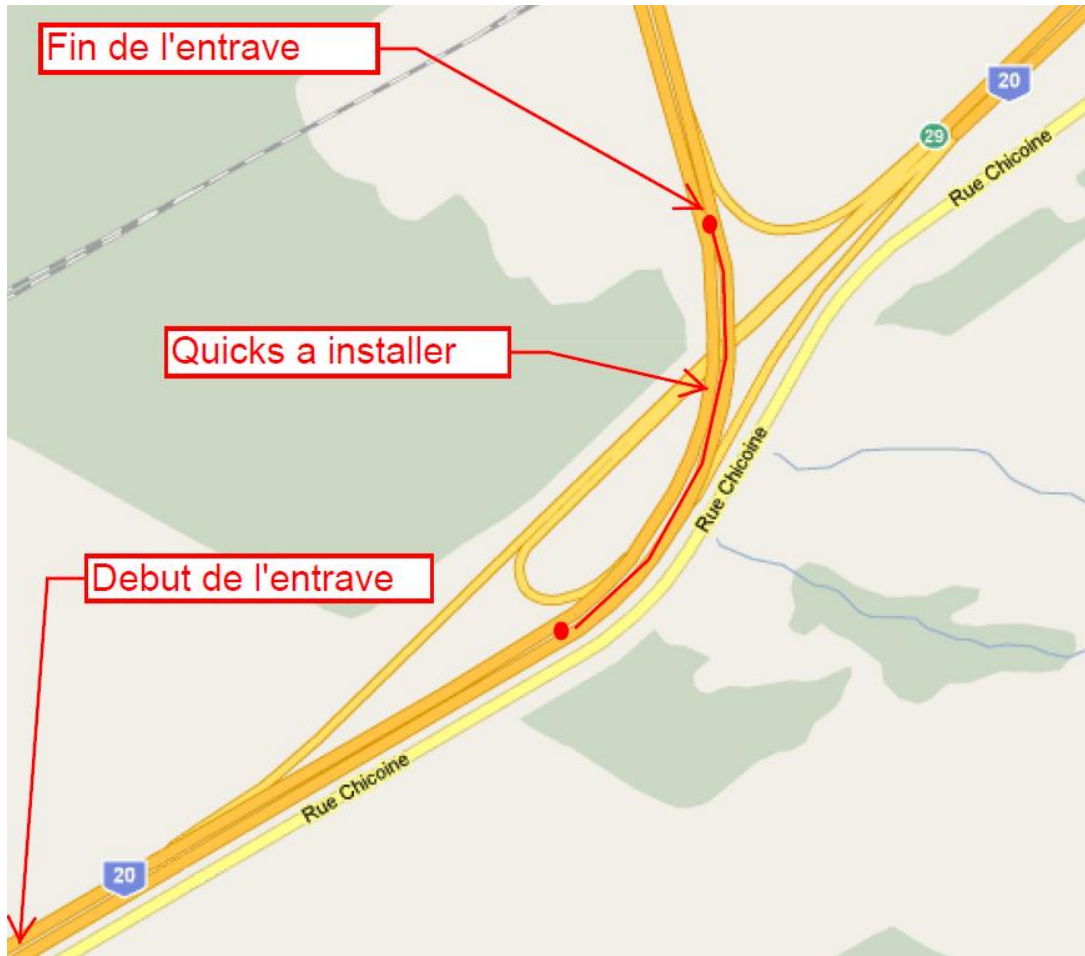 Fin de l'entrave
20
29
Rue Chicoine
Quicks a installer
Rue Chicoine
Debut de l'entrave
Rue Chicoine
20